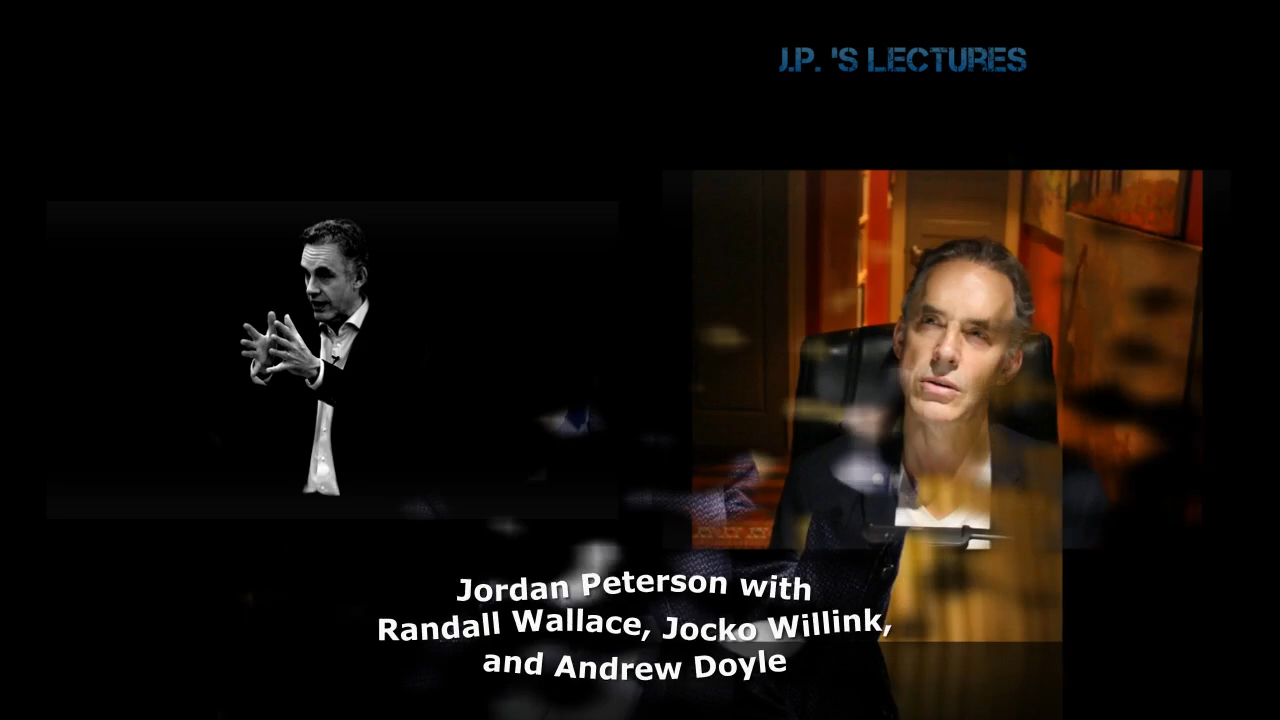 J.P. 'S LECTURES
Jordan Peterson with
Randall Wallace, Jocko Willink,
and Andrew Doyle